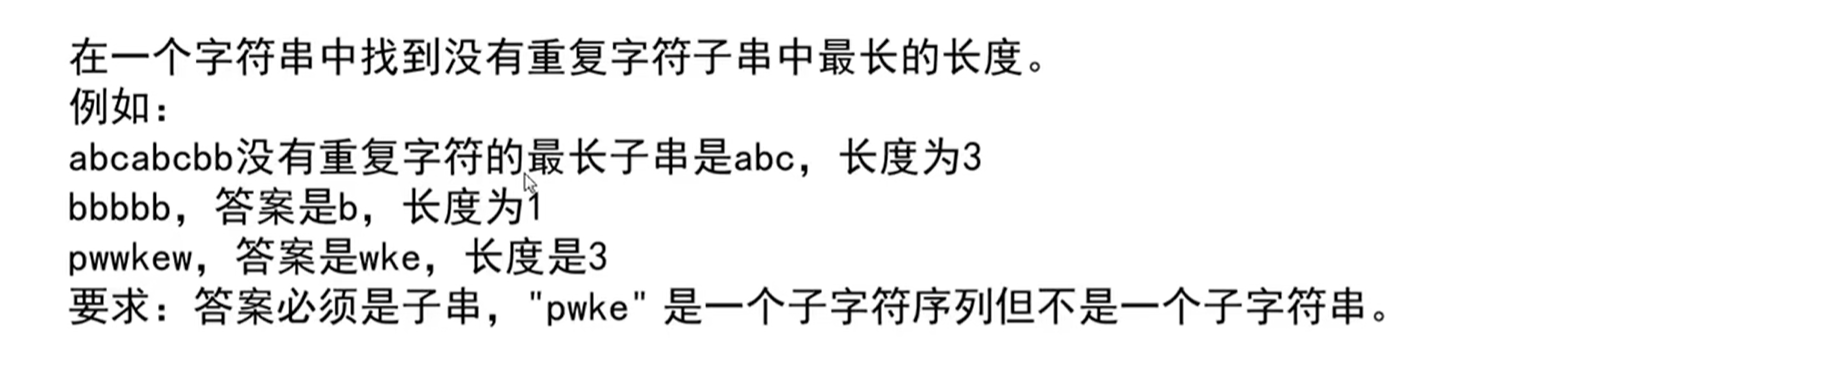 在一个字符串中找到没有重复字符子串中最长的长度。
例如：
abcabcbb没有重复字符的最长子串是abc，长度为3
bbbbb，答案是b，长度为1
pwwkew，答案是wke，长度是3
要求：答案必须是子串，"pwke" 是一个子字符序列但不是一个子字符串。